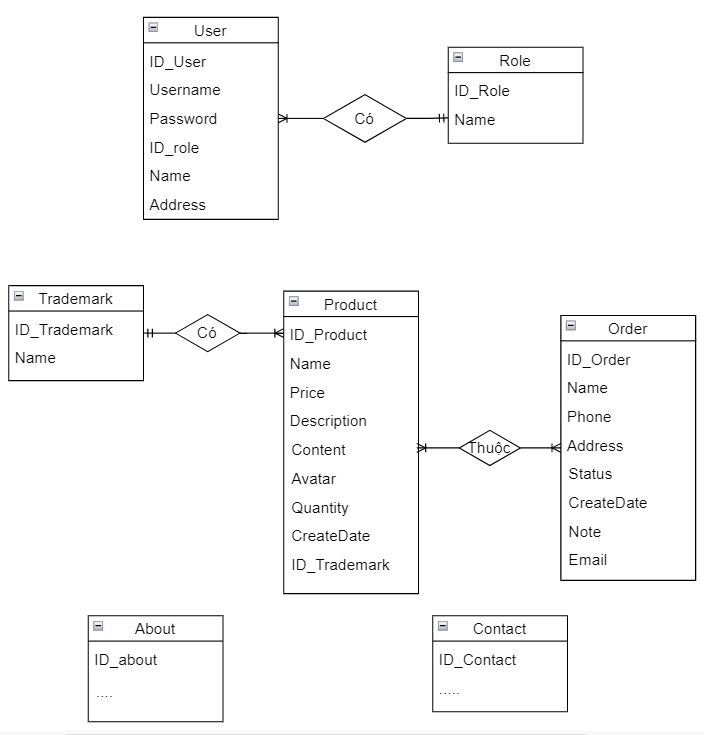 User
ID_User
Username
Password
ID_role
Name
Address
Có
Role
ID_Role
Name
Trademark
ID_Trademark
Name
Có
Product
ID_Product
Name
Price
Description
Content
Avatar
Quantity
CreateDate
ID_Trademark
Thuộc
Order
ID_Order
Name
Phone
Address
Status
CreateDate
Note
Email
About
ID_about
....
Contact
ID_Contact
.....